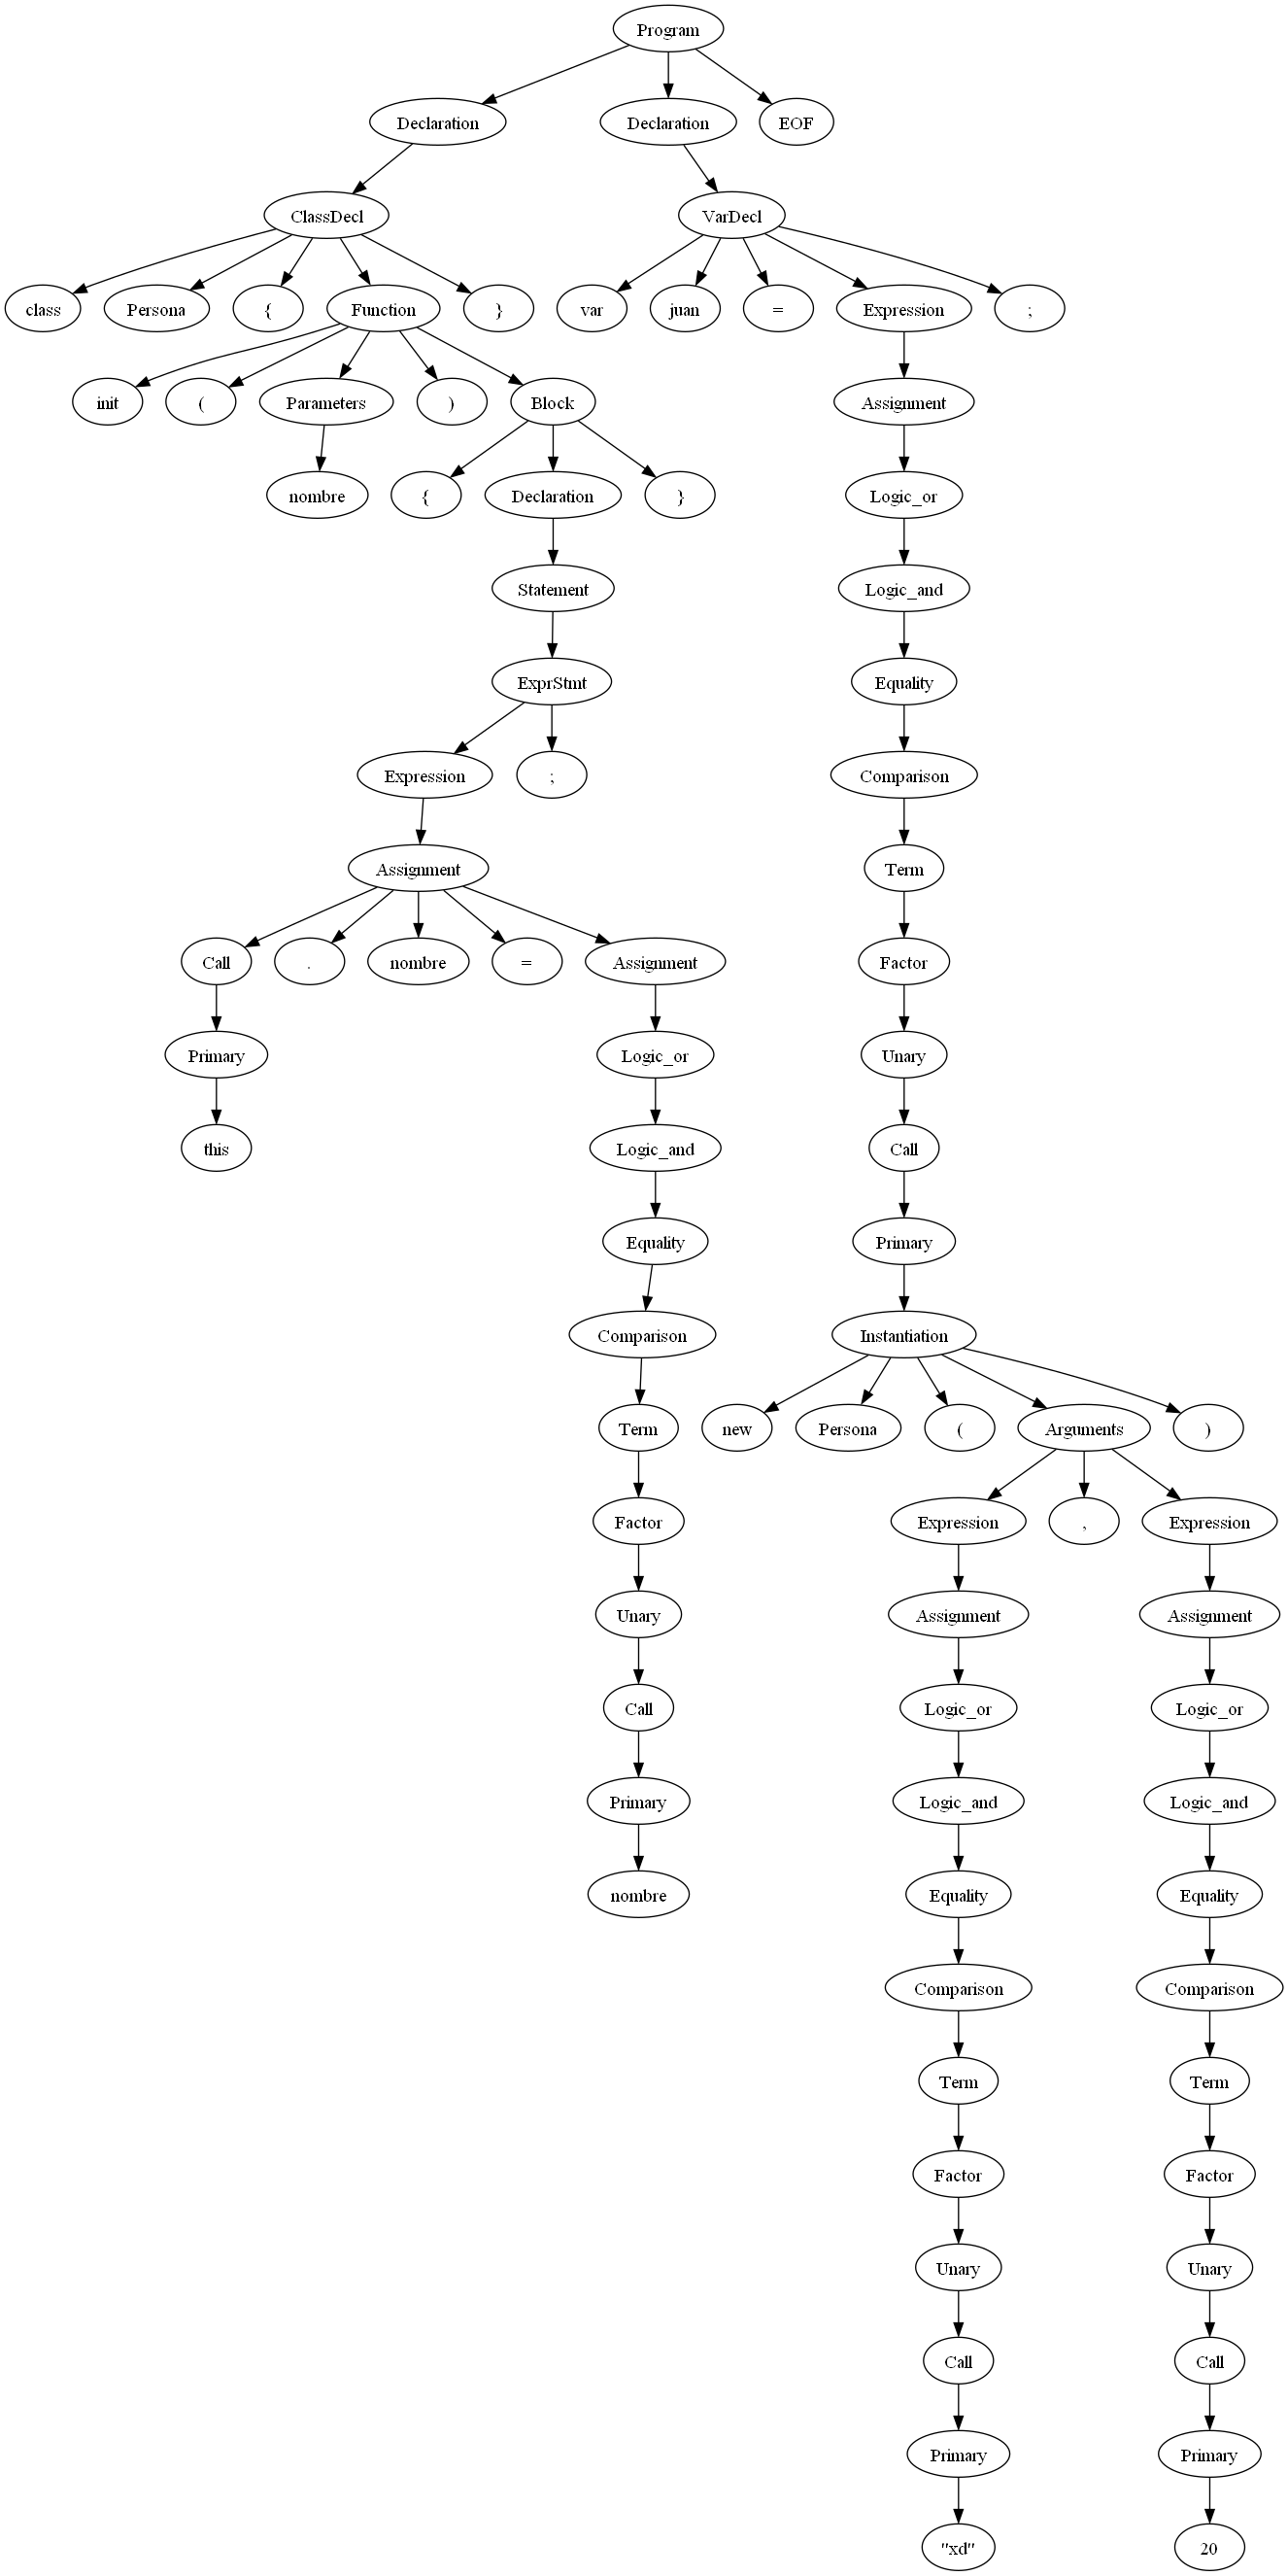 Program
Declaration Declaration EOF
ClassDecl VarDecl
class Persona { Function } var juan = Expression ;
init ( Parameters ) Block Assignment
nombre { Declaration } Logic_or
Statement Logic_and
ExprStmt Equality
Expression ; Comparison
Assignment Term
Call . nombre = Assignment Factor
Primary Logic_or Unary
this Logic_and Call
Equality Primary
Comparison Instantiation
Term new Persona ( Arguments )
Factor Expression , Expression
Unary Assignment Assignment
Call Logic_or Logic_or
Primary Logic_and Logic_and
nombre Equality Equality
Comparison Comparison
Term Term
Factor Factor
Unary Unary
Call Call
Primary Primary
"xd" 20